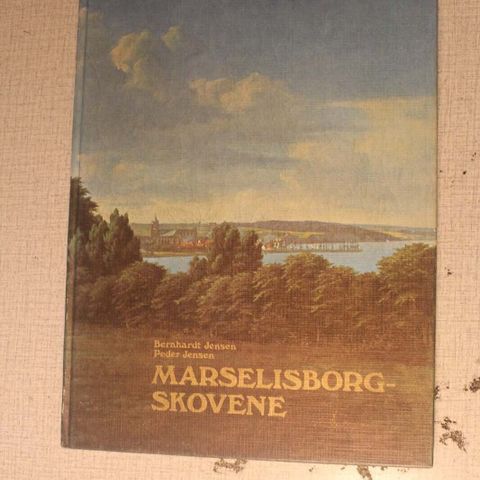 Bernhardt Jensen
Peder Jensen
MARSELISBORG-
SKOVENE